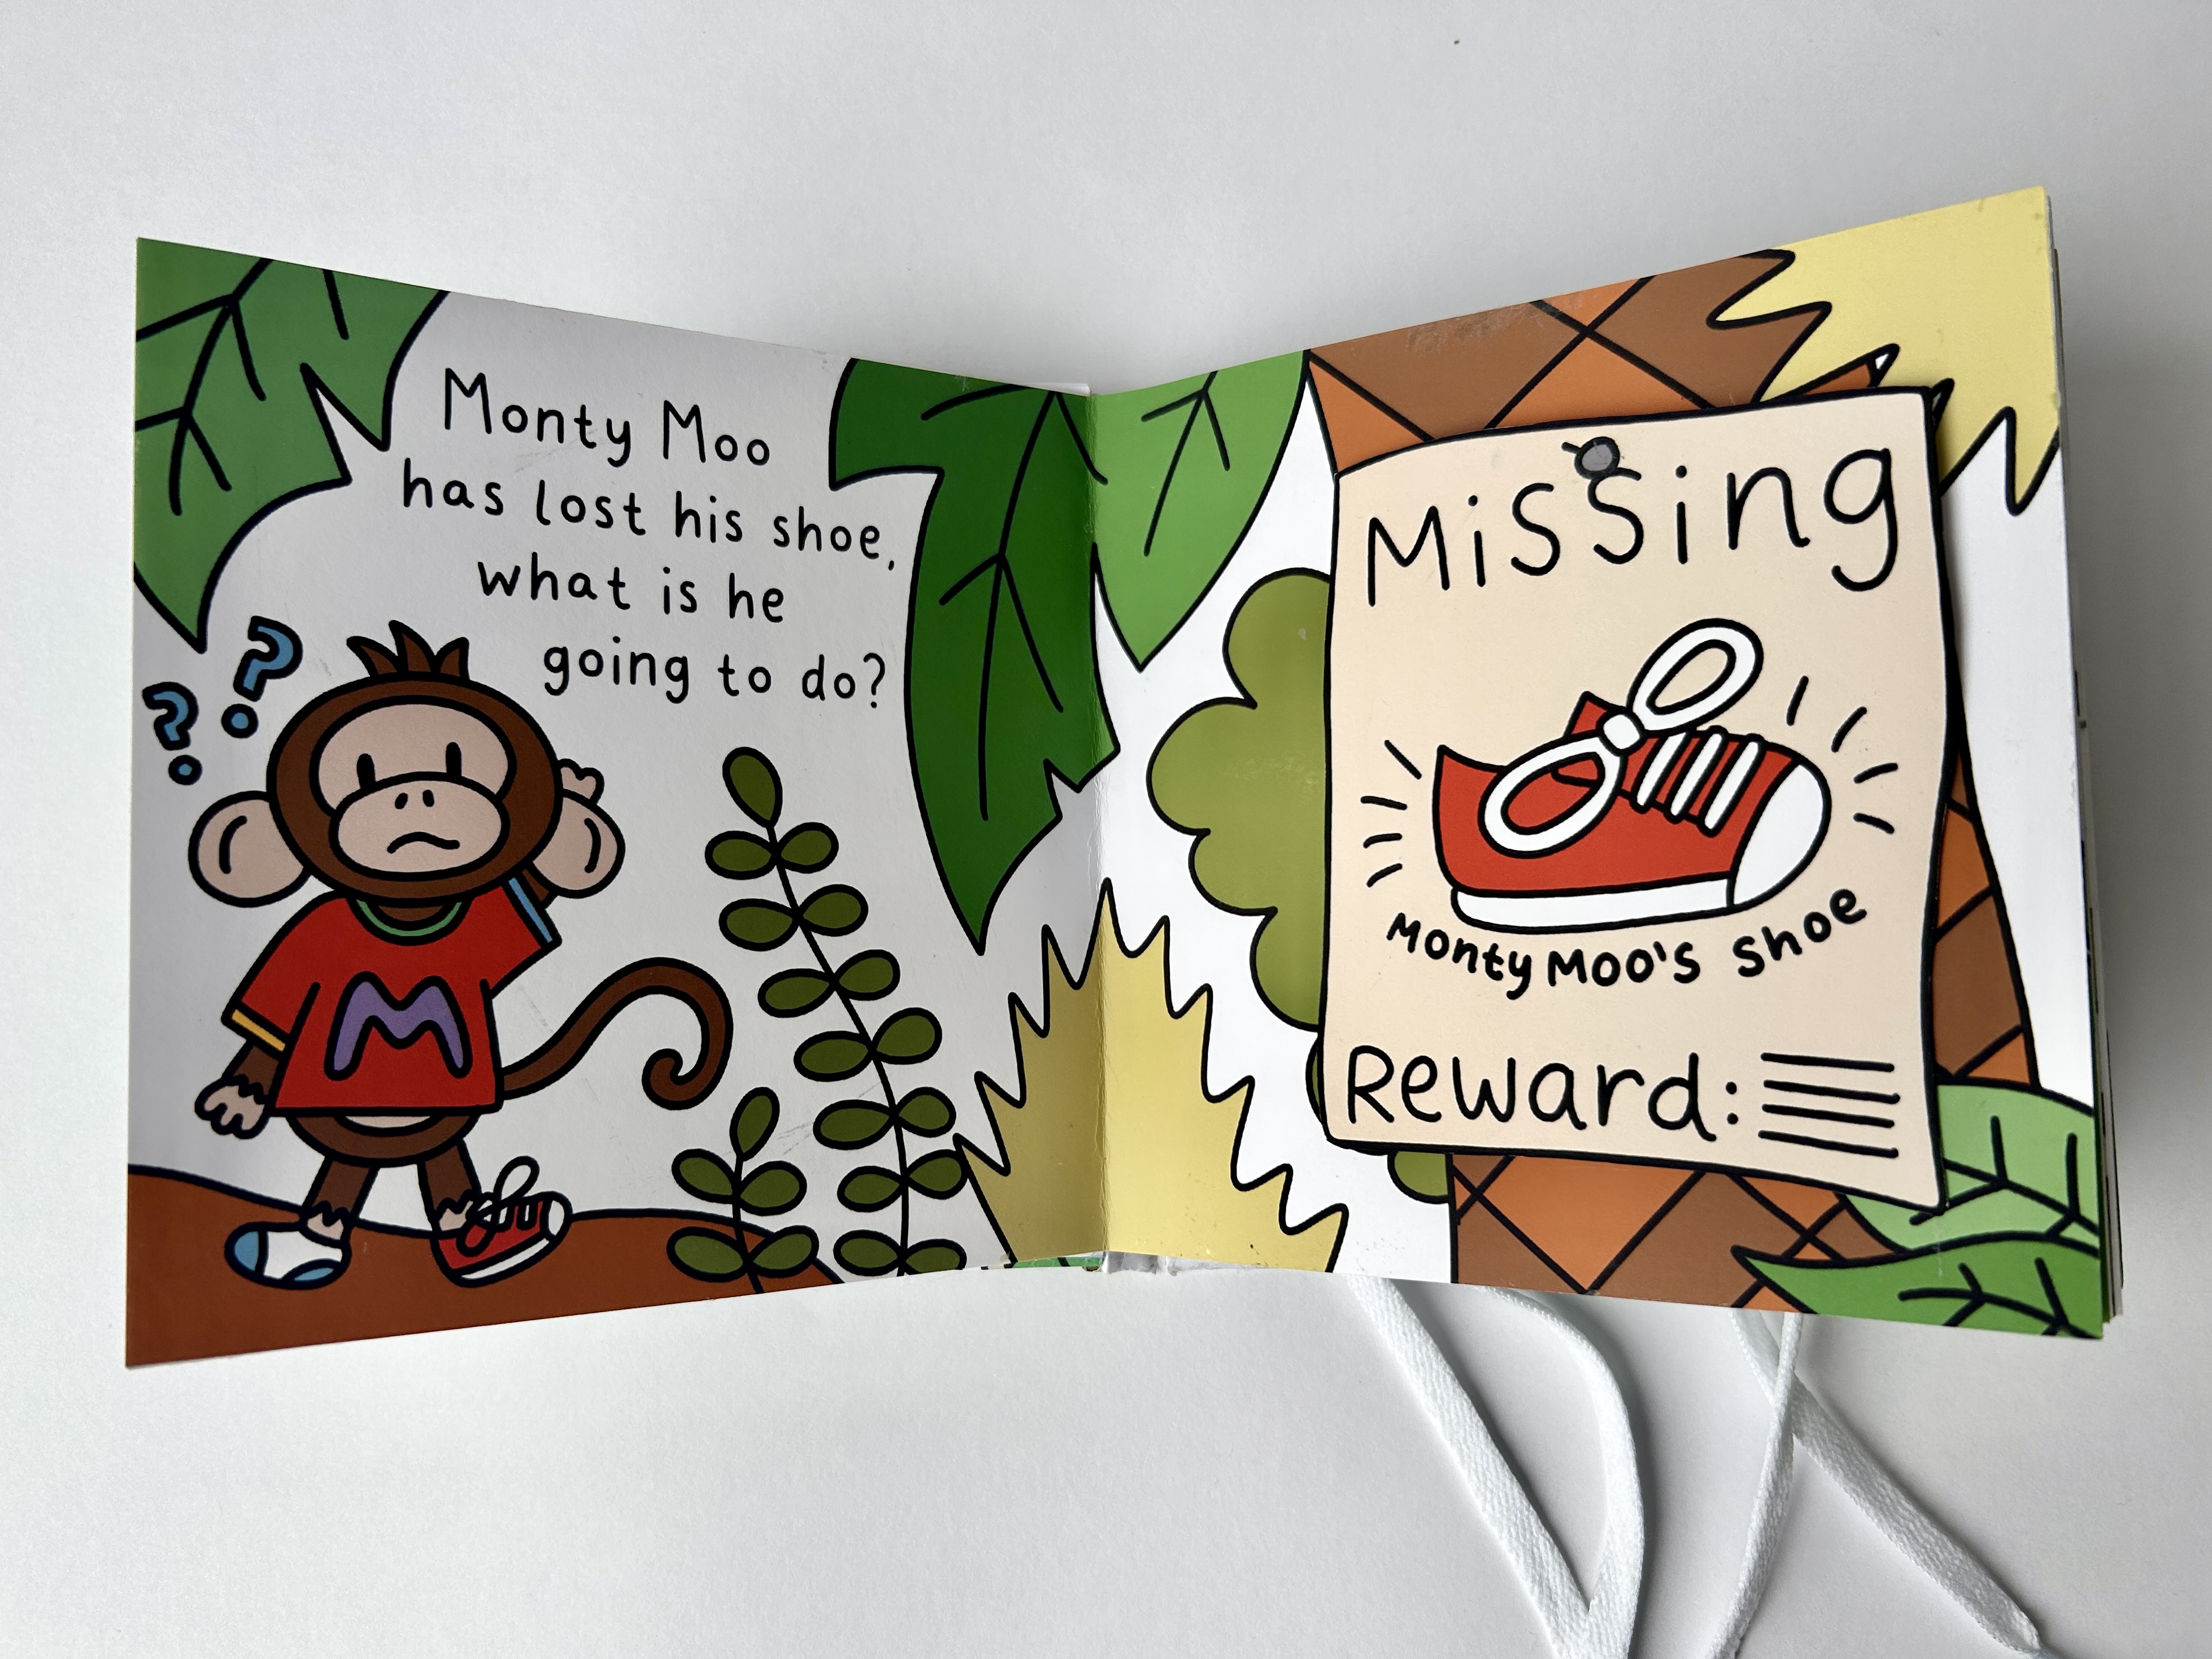 Monty Moo
has lost his shoe,
what is he
going to do?
? ?
M
Missing
Monty Moo's Shoe
Reward: